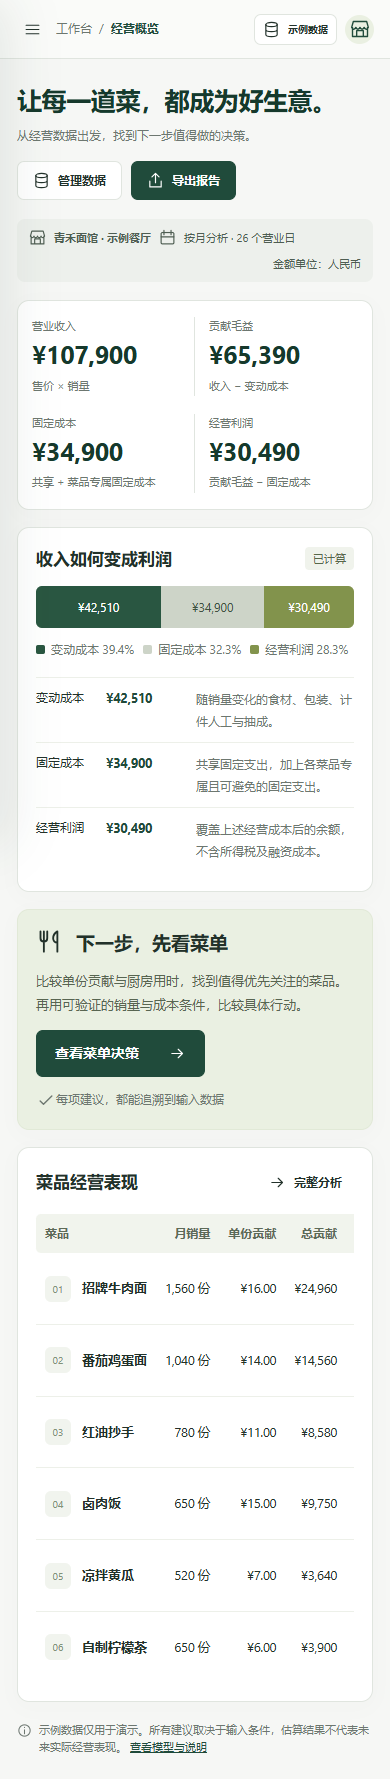 工作台 / 经营概览 示例数据
让每一道菜，都成为好生意。
从经营数据出发，找到下一步值得做的决策。
管理数据 导出报告
青禾面馆 · 示例餐厅 按月分析 · 26 个营业日
金额单位：人民币
营业收入 贡献毛益
¥107,900 ¥65,390
售价 × 销量 收入 − 变动成本
固定成本 经营利润
¥34,900 ¥30,490
共享 + 菜品专属固定成本 贡献毛益 − 固定成本
收入如何变成利润 已计算
¥42,510 ¥34,900 ¥30,490
变动成本 39.4% 固定成本 32.3% 经营利润 28.3%
变动成本 ¥42,510 随销量变化的食材、包装、计
件人工与抽成。
固定成本 ¥34,900 共享固定支出，加上各菜品专
属且可避免的固定支出。
经营利润 ¥30,490 覆盖上述经营成本后的余额，
不含所得税及融资成本。
下一步，先看菜单
比较单份贡献与厨房用时，找到值得优先关注的菜品。
再用可验证的销量与成本条件，比较具体行动。
查看菜单决策 →
每项建议，都能追溯到输入数据
菜品经营表现 → 完整分析
菜品 月销量 单份贡献 总贡献
01 招牌牛肉面 1,560 份 ¥16.00 ¥24,960
02 番茄鸡蛋面 1,040 份 ¥14.00 ¥14,560
03 红油抄手 780 份 ¥11.00 ¥8,580
04 卤肉饭 650 份 ¥15.00 ¥9,750
05 凉拌黄瓜 520 份 ¥7.00 ¥3,640
06 自制柠檬茶 650 份 ¥6.00 ¥3,900
示例数据仅用于演示。所有建议取决于输入条件，估算结果不代表未
来实际经营表现。 查看模型与说明